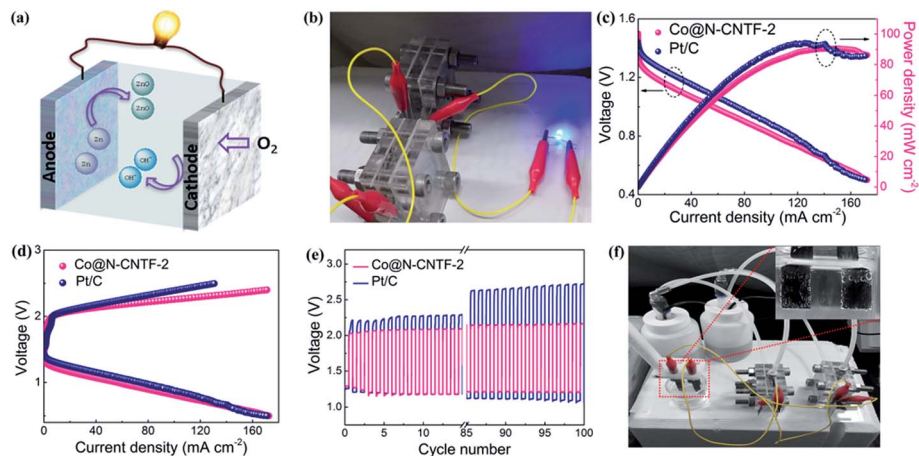 (a)
ZnO
ZnO
Zn
Zn
OH⁻
OH⁻
Anode
Cathode
O₂
(b)
(c)
Co@N-CNTF-2
Pt/C
1.6
1.2
0.8
0.4
Voltage (V)
100
80
60
40
20
0
Power density (mW cm⁻²)
0 40 80 120 160
Current density (mA cm⁻²)
(d)
Co@N-CNTF-2
Pt/C
3
2
1
Voltage (V)
0 40 80 120 160
Current density (mA cm⁻²)
(e)
Co@N-CNTF-2
Pt/C
3.0
2.5
2.0
1.5
1.0
Voltage (V)
0 5 10 85 90 95 100
Cycle number
(f)